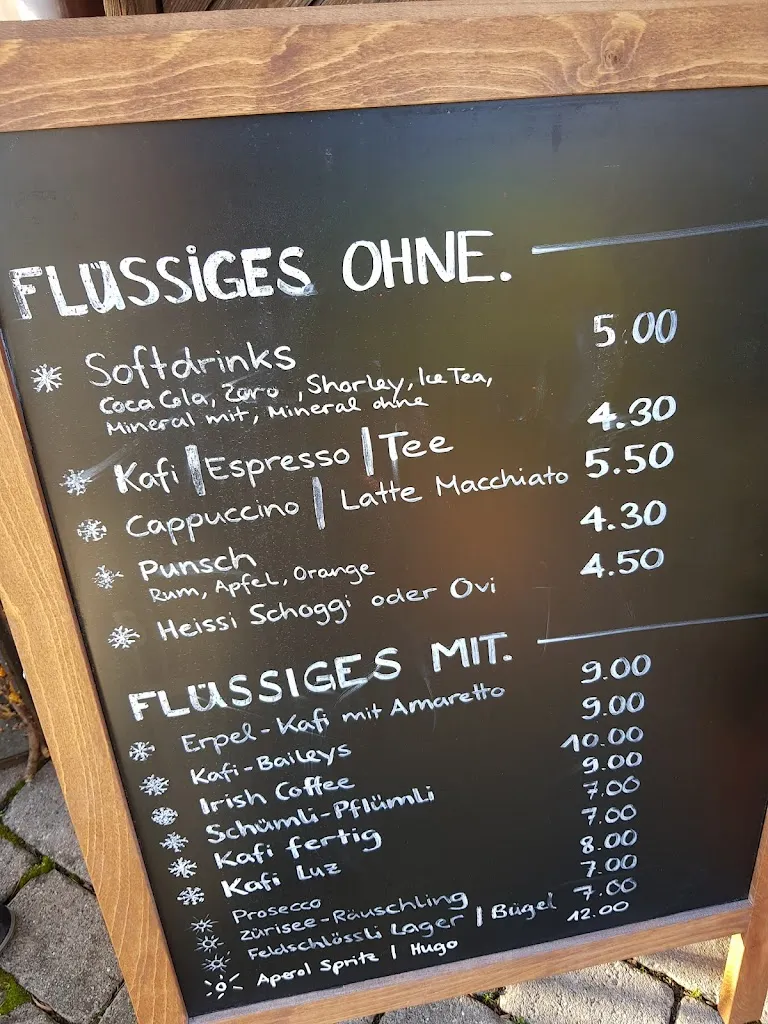 FLÜSSIGES OHNE.
Softdrinks 5.00
Coca Cola, Zero, Shorley, Ice Tea,
Mineral mit, Mineral ohne
Kafi | Espresso | Tee 4.30
Cappuccino | Latte Macchiato 5.50
Punsch 4.30
Rum, Apfel, Orange
Heissi Schoggi oder Ovi 4.50
FLÜSSIGES MIT.
Erpel-Kafi mit Amaretto 9.00
Kafi-Baileys 9.00
Irish Coffee 10.00
Schümli-Pflümli 9.00
Kafi fertig 7.00
Kafi Luz 7.00
Prosecco 8.00
Zürisee-Räuschling 7.00
Feldschlössli Lager | Bügel 7.00
Aperol Spritz | Hugo 12.00